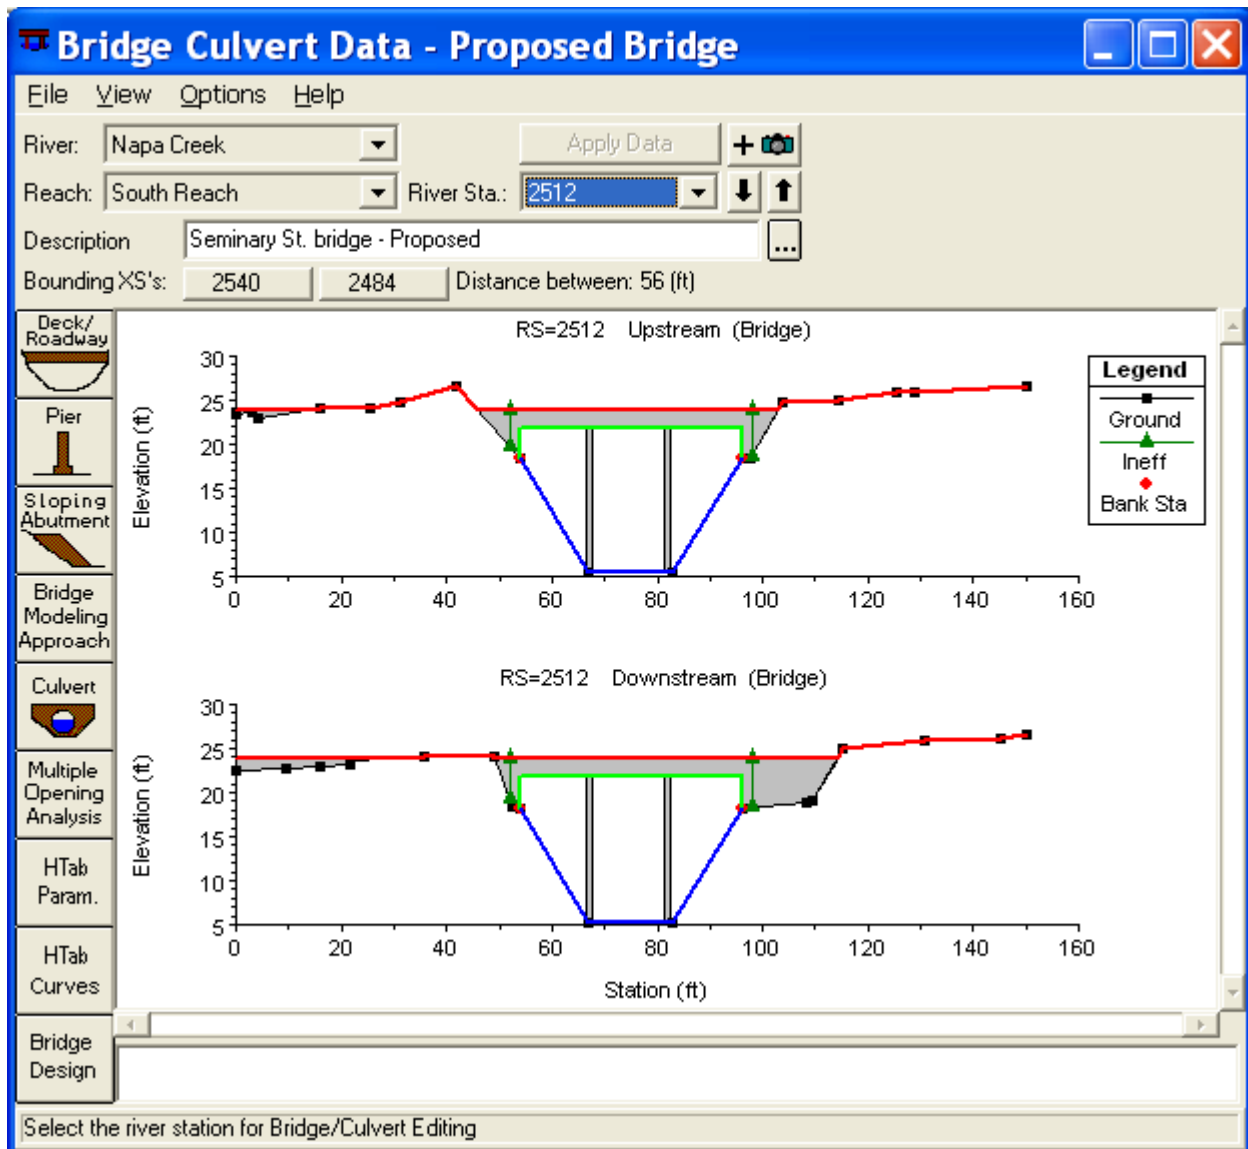 Bridge Culvert Data - Proposed Bridge
File View Options Help
River: Napa Creek Apply Data +
Reach: South Reach River Sta.: 2512
Description Seminary St. bridge - Proposed ...
Bounding XS's: 2540 2484 Distance between: 56 (ft)
Deck/
Roadway
Pier
Sloping
Abutment
Bridge
Modeling
Approach
Culvert
Multiple
Opening
Analysis
HTab
Param.
HTab
Curves
Bridge
Design
RS=2512 Upstream (Bridge)
Elevation (ft)
30
25
20
15
10
5
0 20 40 60 80 100 120 140 160
Legend
Ground
Ineff
Bank Sta
RS=2512 Downstream (Bridge)
Elevation (ft)
30
25
20
15
10
5
0 20 40 60 80 100 120 140 160
Station (ft)
Select the river station for Bridge/Culvert Editing